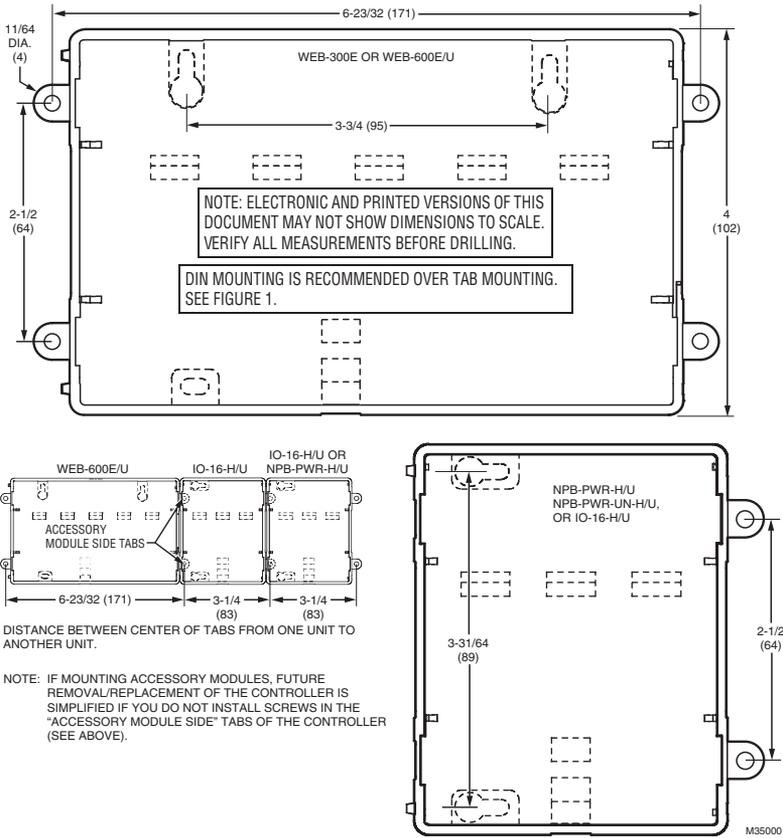 6-23/32 (171)
11/64
DIA.
(4)
WEB-300E OR WEB-600E/U
3-3/4 (95)
2-1/2
(64)
4
(102)
NOTE: ELECTRONIC AND PRINTED VERSIONS OF THIS
DOCUMENT MAY NOT SHOW DIMENSIONS TO SCALE.
VERIFY ALL MEASUREMENTS BEFORE DRILLING.
DIN MOUNTING IS RECOMMENDED OVER TAB MOUNTING.
SEE FIGURE 1.
WEB-600E/U
IO-16-H/U
IO-16-H/U OR
NPB-PWR-H/U
ACCESSORY
MODULE SIDE TABS
6-23/32 (171)
3-1/4
(83)
3-1/4
(83)
DISTANCE BETWEEN CENTER OF TABS FROM ONE UNIT TO
ANOTHER UNIT.
NOTE: IF MOUNTING ACCESSORY MODULES, FUTURE
REMOVAL/REPLACEMENT OF THE CONTROLLER IS
SIMPLIFIED IF YOU DO NOT INSTALL SCREWS IN THE
“ACCESSORY MODULE SIDE” TABS OF THE CONTROLLER
(SEE ABOVE).
NPB-PWR-H/U
NPB-PWR-UN-H/U,
OR IO-16-H/U
3-31/64
(89)
2-1/2
(64)
M35000